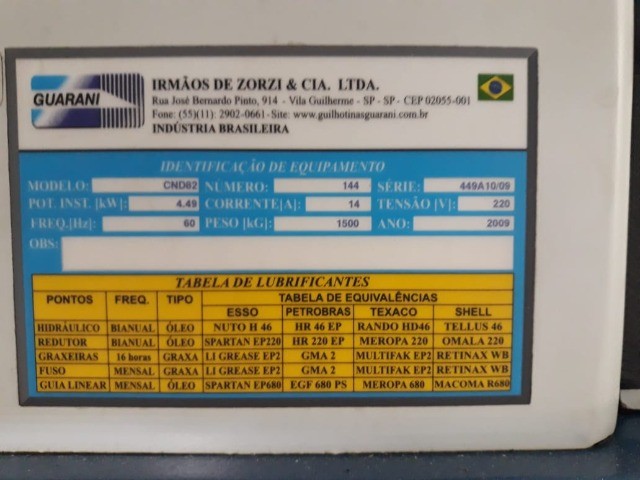 GUARANI
IRMÃOS DE ZORZI & CIA. LTDA.
Rua José Bernardo Pinto, 914 - Vila Guilherme - SP - SP - CEP 02055-001
Fone: (55)(11) 2902-0661-Site: www.guilhotinasguarani.com.br
INDÚSTRIA BRASILEIRA
IDENTIFICAÇÃO DE EQUIPAMENTO
MODELO: CND82 NÚMERO: 144 SÉRIE: 449A10/09
POT. INST. [kW]: 4.49 CORRENTE[A]: 14 TENSÃO [V]: 220
FREQ.[Hz]: 60 PESO [kG]: 1500 ANO: 2009
OBS:
TABELA DE LUBRIFICANTES
PONTOS FREQ. TIPO TABELA DE EQUIVALÊNCIAS
ESSO PETROBRAS TEXACO SHELL
HIDRÁULICO BIANUAL ÓLEO NUTO H 46 HR 46 EP RANDO HD46 TELLUS 46
REDUTOR BIANUAL ÓLEO SPARTAN EP220 HR 220 EP MEROPA 220 OMALA 220
GRAXEIRAS 16 horas GRAXA LI GREASE EP2 GMA 2 MULTIFAK EP2 RETINAX WB
FUSO MENSAL GRAXA LI GREASE EP2 GMA 2 MULTIFAK EP2 RETINAX WB
GUIA LINEAR MENSAL ÓLEO SPARTAN EP680 EGF 680 PS MEROPA 680 MACOMA R680